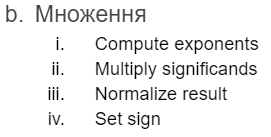 b. Множення
i. Compute exponents
ii. Multiply significands
iii. Normalize result
iv. Set sign